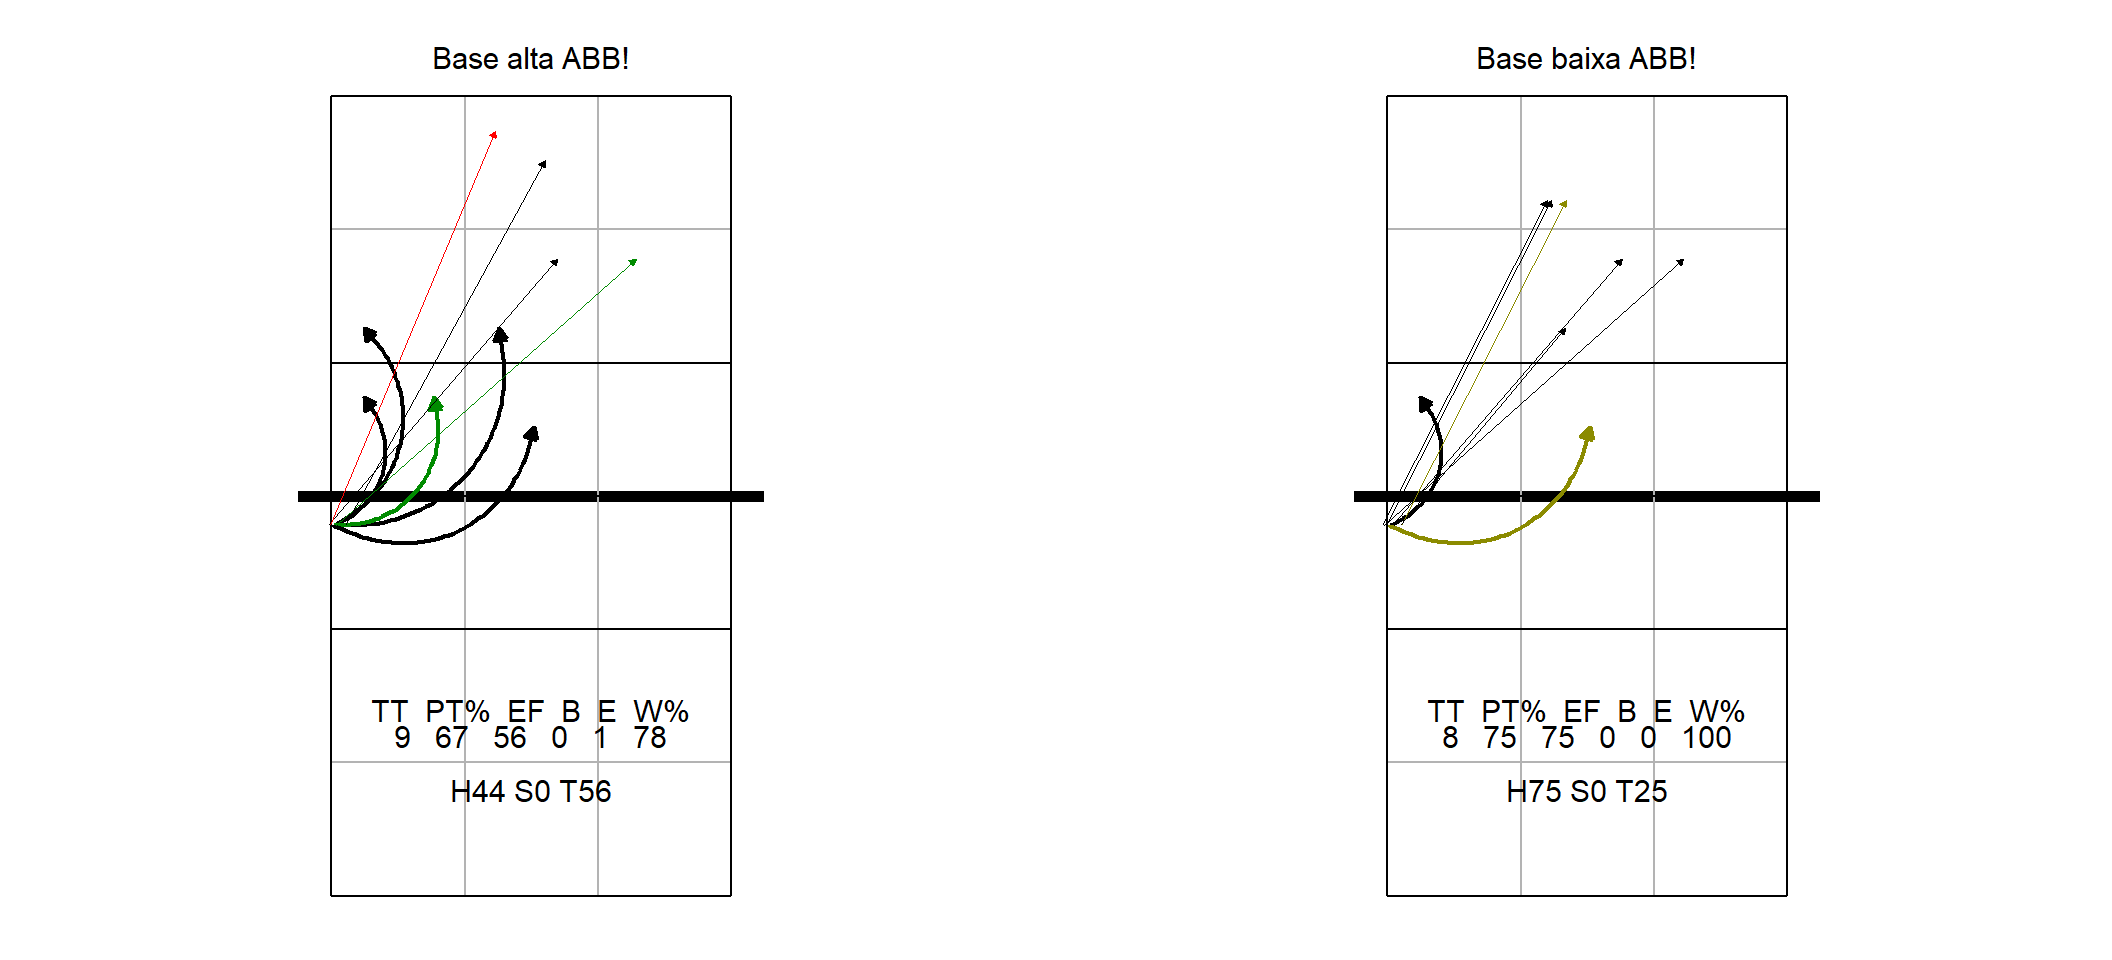 Base alta ABB!
TT PT% EF B E W%
9 67 56 0 1 78
H44 S0 T56
Base baixa ABB!
TT PT% EF B E W%
8 75 75 0 0 100
H75 S0 T25